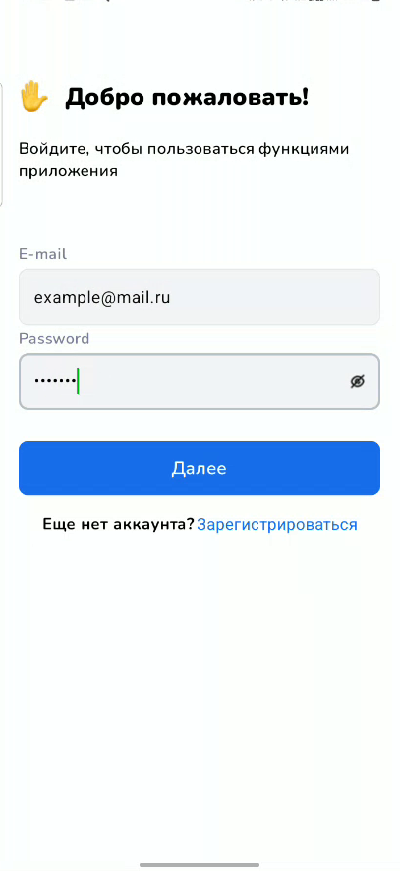 Добро пожаловать!
Войдите, чтобы пользоваться функциями
приложения
E-mail
example@mail.ru
Password
•••••••
Далее
Еще нет аккаунта? Зарегистрироваться